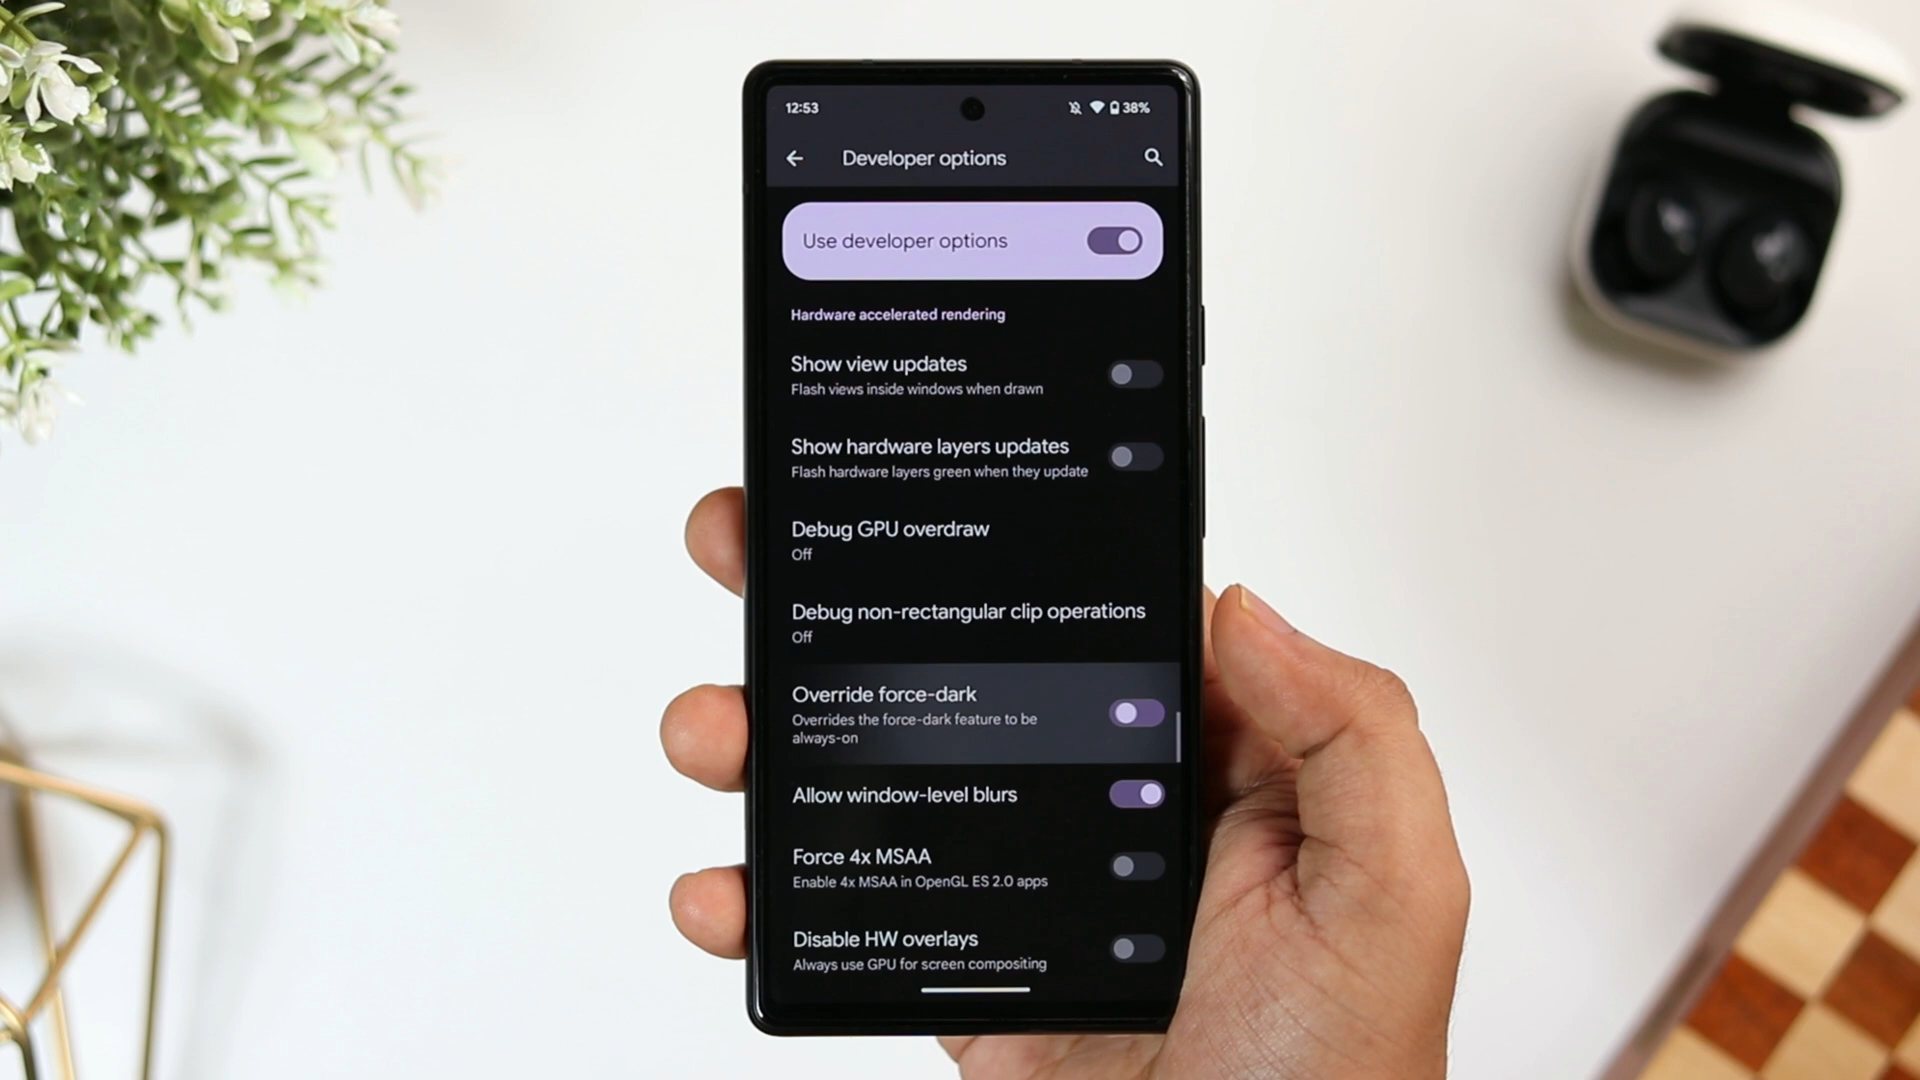 12:53
38%
Developer options
Use developer options
Hardware accelerated rendering
Show view updates
Flash views inside windows when drawn
Show hardware layers updates
Flash hardware layers green when they update
Debug GPU overdraw
Off
Debug non-rectangular clip operations
Off
Override force-dark
Overrides the force-dark feature to be
always-on
Allow window-level blurs
Force 4x MSAA
Enable 4x MSAA in OpenGL ES 2.0 apps
Disable HW overlays
Always use GPU for screen compositing